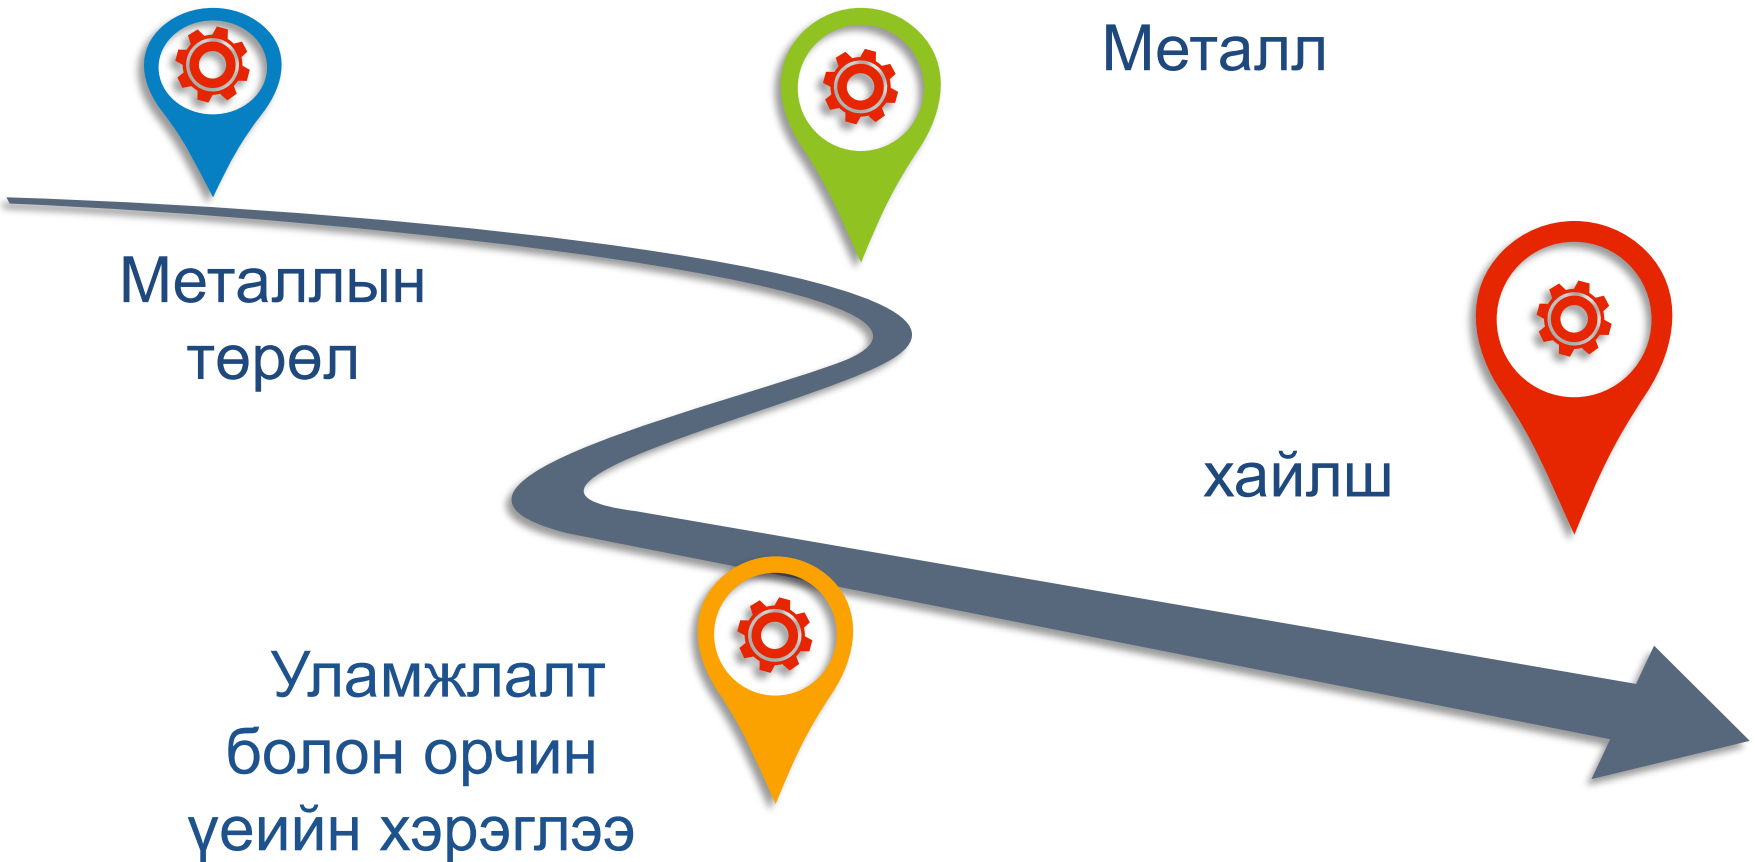 Металл
Металлын
төрөл
хайлш
Уламжлалт
болон орчин
үеийн хэрэглээ